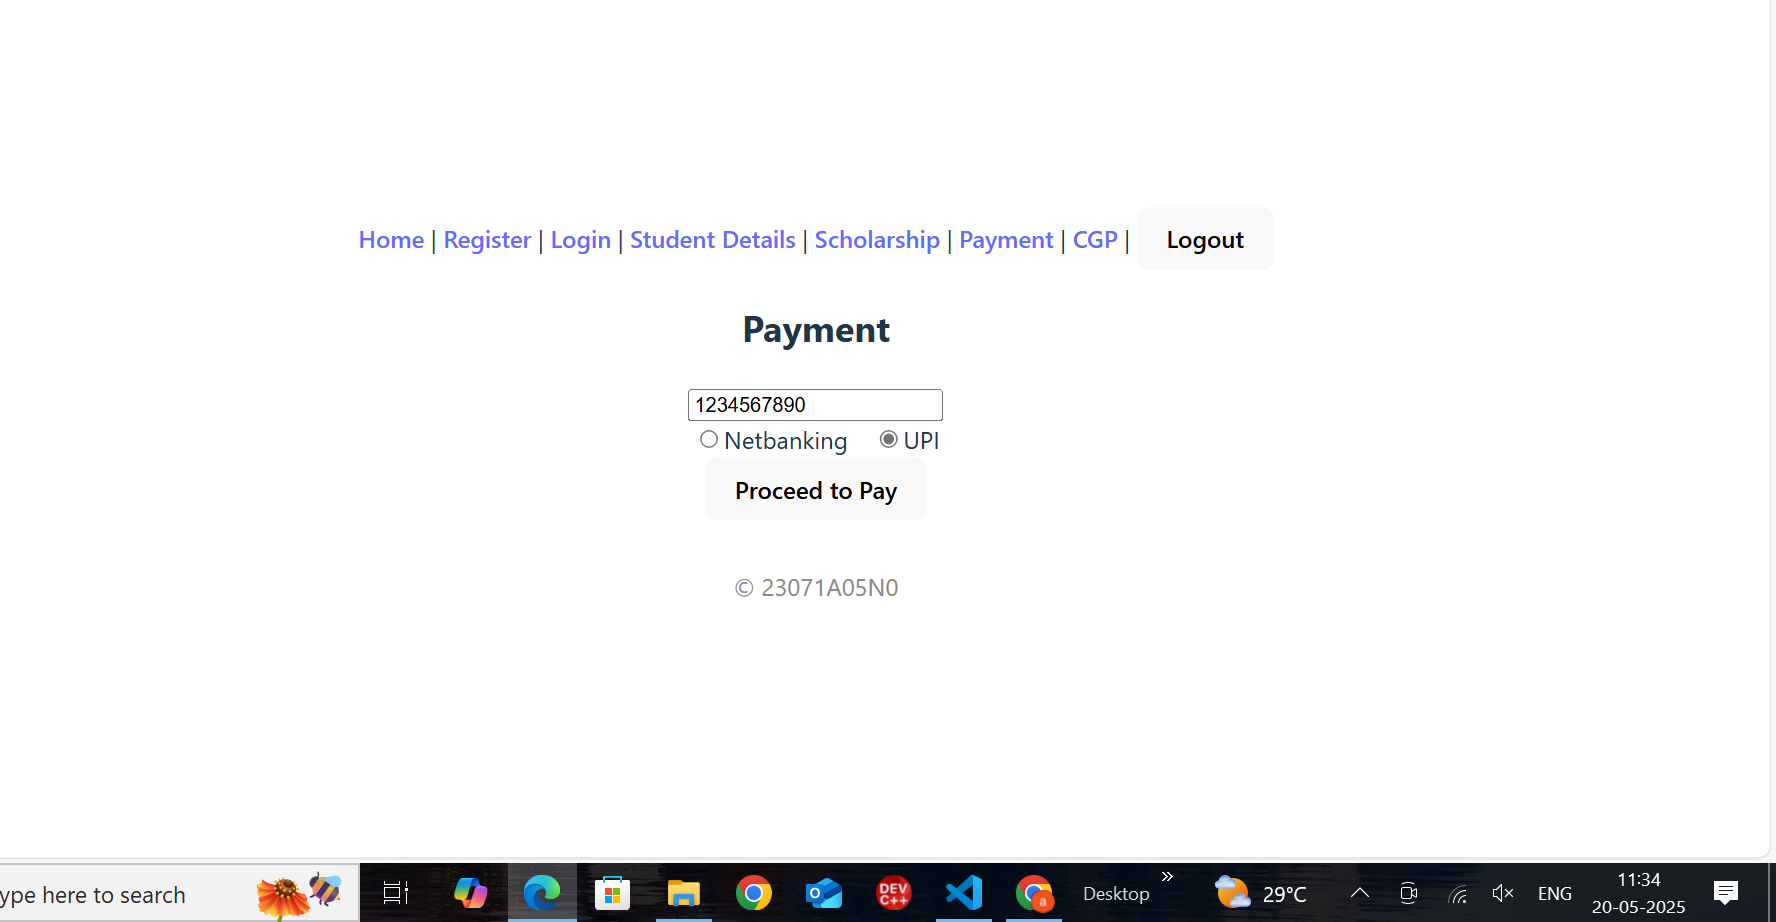 Home | Register | Login | Student Details | Scholarship | Payment | CGP | Logout
Payment
1234567890
Netbanking UPI
Proceed to Pay
© 23071A05N0
ype here to search
DEV C++
a
Desktop
29°C
ENG
11:34
20-05-2025